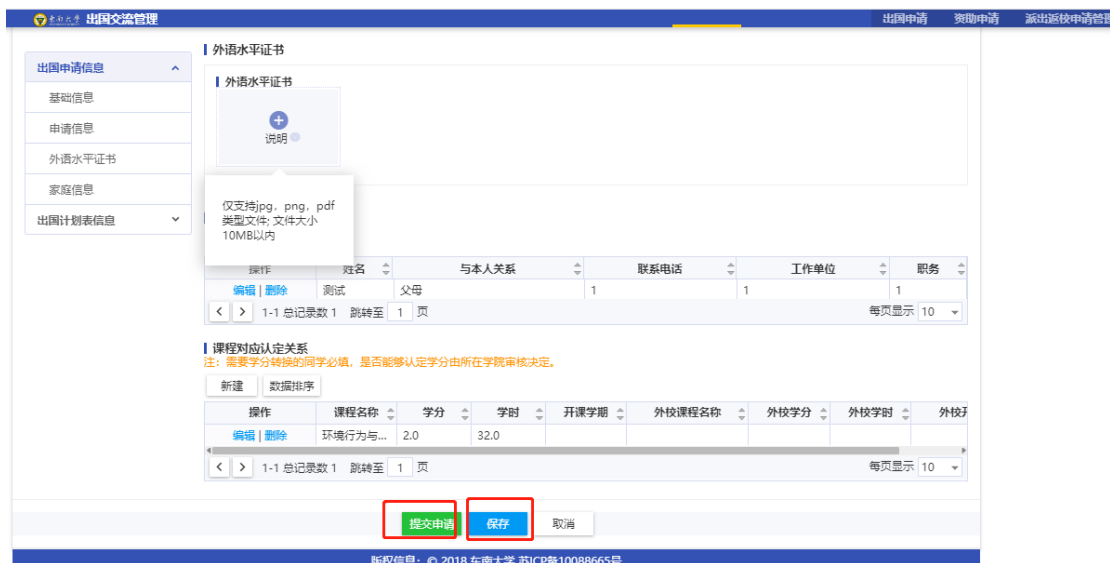 东南大学 出国交流管理 出国申请 资助申请 派出返校申请管理
外语水平证书
出国申请信息
外语水平证书
基础信息
说明
申请信息
外语水平证书
家庭信息
仅支持jpg，png，pdf
类型文件; 文件大小
10MB以内
出国计划表信息
操作 姓名 与本人关系 联系电话 工作单位 职务
编辑 | 删除 测试 父母 1 1 1
1-1 总记录数 1 跳转至 1 页 每页显示 10
课程对应认定关系
注：需要学分转换的同学必填，是否能够认定学分由所在学院审核决定。
新建 数据排序
操作 课程名称 学分 学时 开课学期 外校课程名称 外校学分 外校学时 外校开
编辑 | 删除 环境行为与... 2.0 32.0
1-1 总记录数 1 跳转至 1 页 每页显示 10
提交申请 保存 取消
版权信息：© 2018 东南大学 苏ICP备10088665号